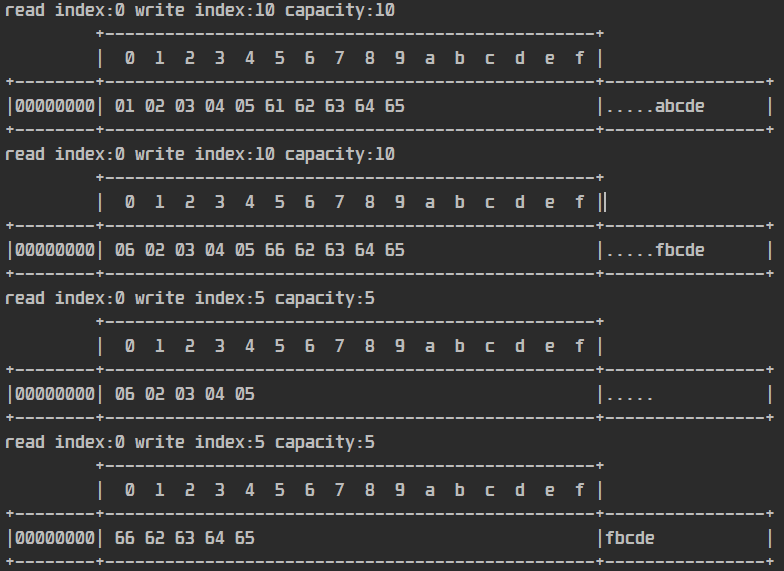 read index:0 write index:10 capacity:10
         +-------------------------------------------------+
         |  0  1  2  3  4  5  6  7  8  9  a  b  c  d  e  f |
+--------+-------------------------------------------------+----------------+
|00000000| 01 02 03 04 05 61 62 63 64 65                   |.....abcde      |
+--------+-------------------------------------------------+----------------+
read index:0 write index:10 capacity:10
         +-------------------------------------------------+
         |  0  1  2  3  4  5  6  7  8  9  a  b  c  d  e  f |
+--------+-------------------------------------------------+----------------+
|00000000| 06 02 03 04 05 66 62 63 64 65                   |.....fbcde      |
+--------+-------------------------------------------------+----------------+
read index:0 write index:5 capacity:5
         +-------------------------------------------------+
         |  0  1  2  3  4  5  6  7  8  9  a  b  c  d  e  f |
+--------+-------------------------------------------------+----------------+
|00000000| 06 02 03 04 05                                  |.....           |
+--------+-------------------------------------------------+----------------+
read index:0 write index:5 capacity:5
         +-------------------------------------------------+
         |  0  1  2  3  4  5  6  7  8  9  a  b  c  d  e  f |
+--------+-------------------------------------------------+----------------+
|00000000| 66 62 63 64 65                                  |fbcde           |
+--------+-------------------------------------------------+----------------+